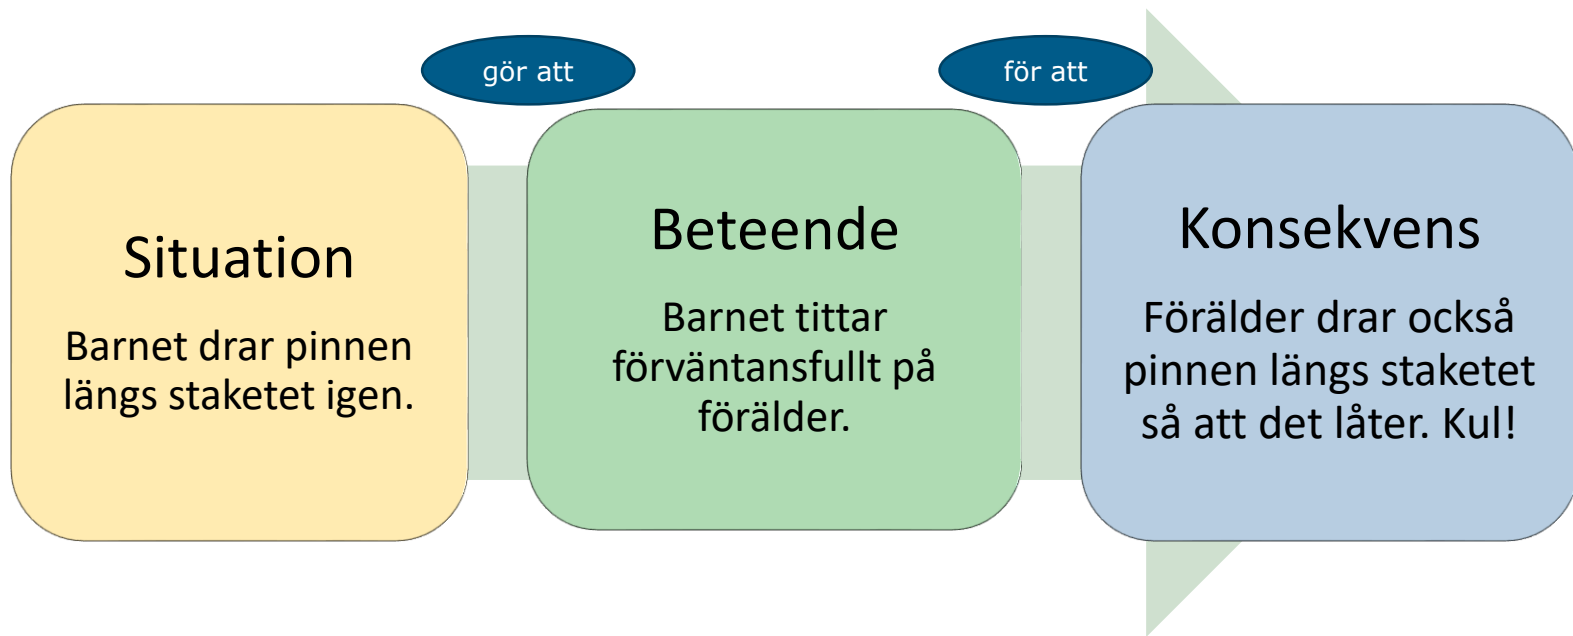 gör att
för att
Situation
Barnet drar pinnen
längs staketet igen.
Beteende
Barnet tittar
förväntansfullt på
förälder.
Konsekvens
Förälder drar också
pinnen längs staketet
så att det låter. Kul!